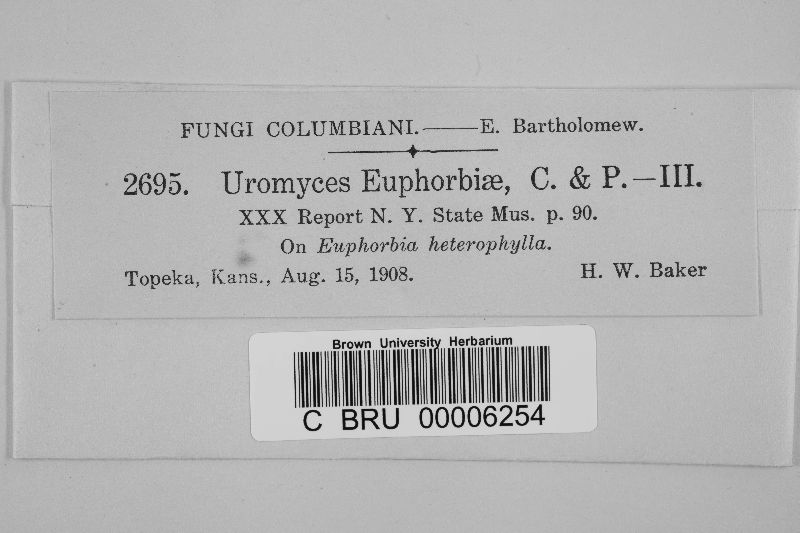 FUNGI COLUMBIANI.——E. Bartholomew.
2695. Uromyces Euphorbiæ, C. & P.—III.
XXX Report N. Y. State Mus. p. 90.
On Euphorbia heterophylla.
Topeka, Kans., Aug. 15, 1908. H. W. Baker
Brown University Herbarium
C BRU 00006254